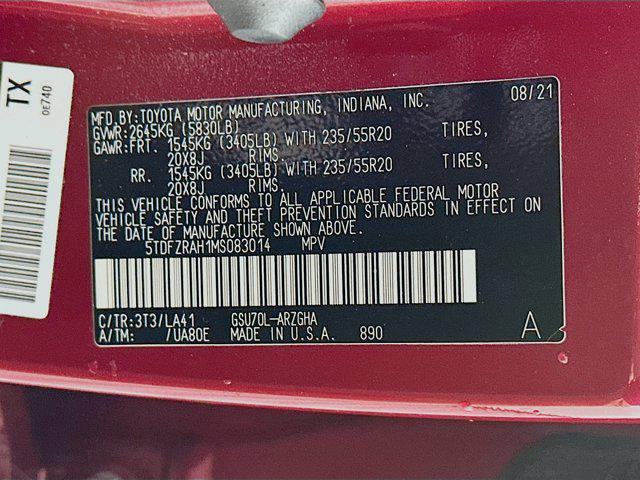 TX
0E740
MFD.BY:TOYOTA MOTOR MANUFACTURING, INDIANA, INC. 08/21
GVWR:2645KG (5830LB)
GAWR:FRT. 1545KG (3405LB) WITH 235/55R20 TIRES,
20X8J RIMS.
RR. 1545KG (3405LB) WITH 235/55R20 TIRES,
20X8J RIMS.
THIS VEHICLE CONFORMS TO ALL APPLICABLE FEDERAL MOTOR
VEHICLE SAFETY AND THEFT PREVENTION STANDARDS IN EFFECT ON
THE DATE OF MANUFACTURE SHOWN ABOVE.
5TDFZRAH1MS083014 MPV
C/TR:3T3/LA41 GSU70L-ARZGHA
A/TM: /UA80E MADE IN U.S.A. 890 A